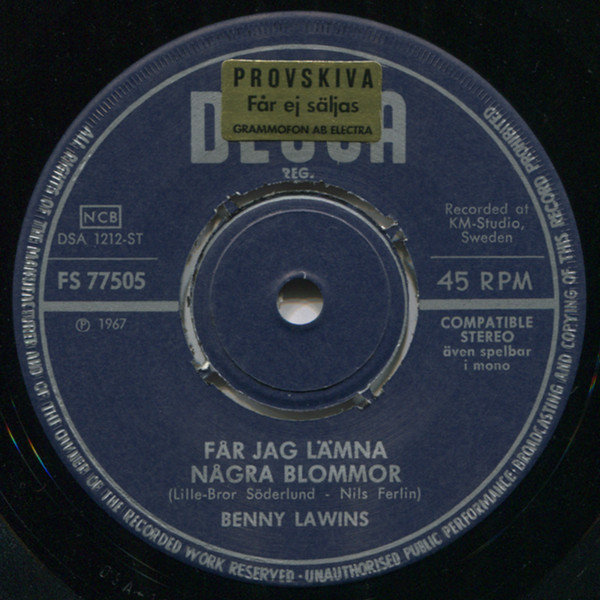 PROVSKIVA
Får ej säljas
GRAMMOFON AB ELECTRA
DECCA
REG.
NCB
DSA 1212-ST
FS 77505
℗ 1967
Recorded at
KM-Studio,
Sweden
45 RPM
COMPATIBLE
STEREO
även spelbar
i mono
FÅR JAG LÄMNA
NÅGRA BLOMMOR
(Lille-Bror Söderlund - Nils Ferlin)
BENNY LAWINS
ALL RIGHTS OF THE MANUFACTURER AND OF THE OWNER OF THE RECORDED WORK RESERVED · UNAUTHORISED PUBLIC PERFORMANCE · BROADCASTING AND COPYING OF THIS RECORD PROHIBITED